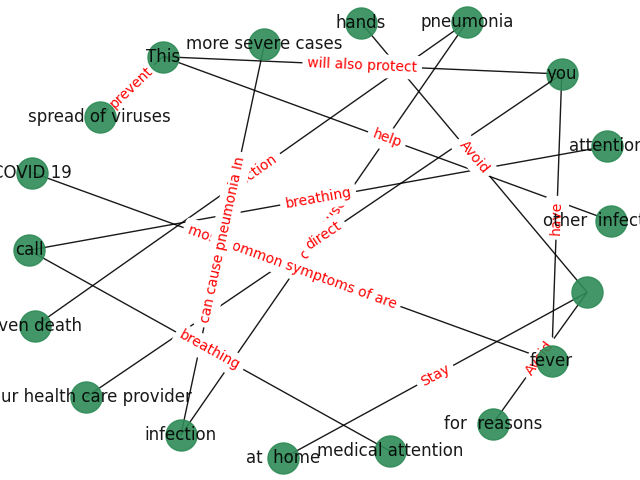 hands
pneumonia
more severe cases
This
will also protect
you
prevent
spread of viruses
help
Avoid
attention
ction
COVID 19
breathing
can cause pneumonia In
have
other infect
direct
most common symptoms of are
call
ven death
breathing
Avoid
fever
Stay
ur health care provider
for reasons
infection
at home
medical attention